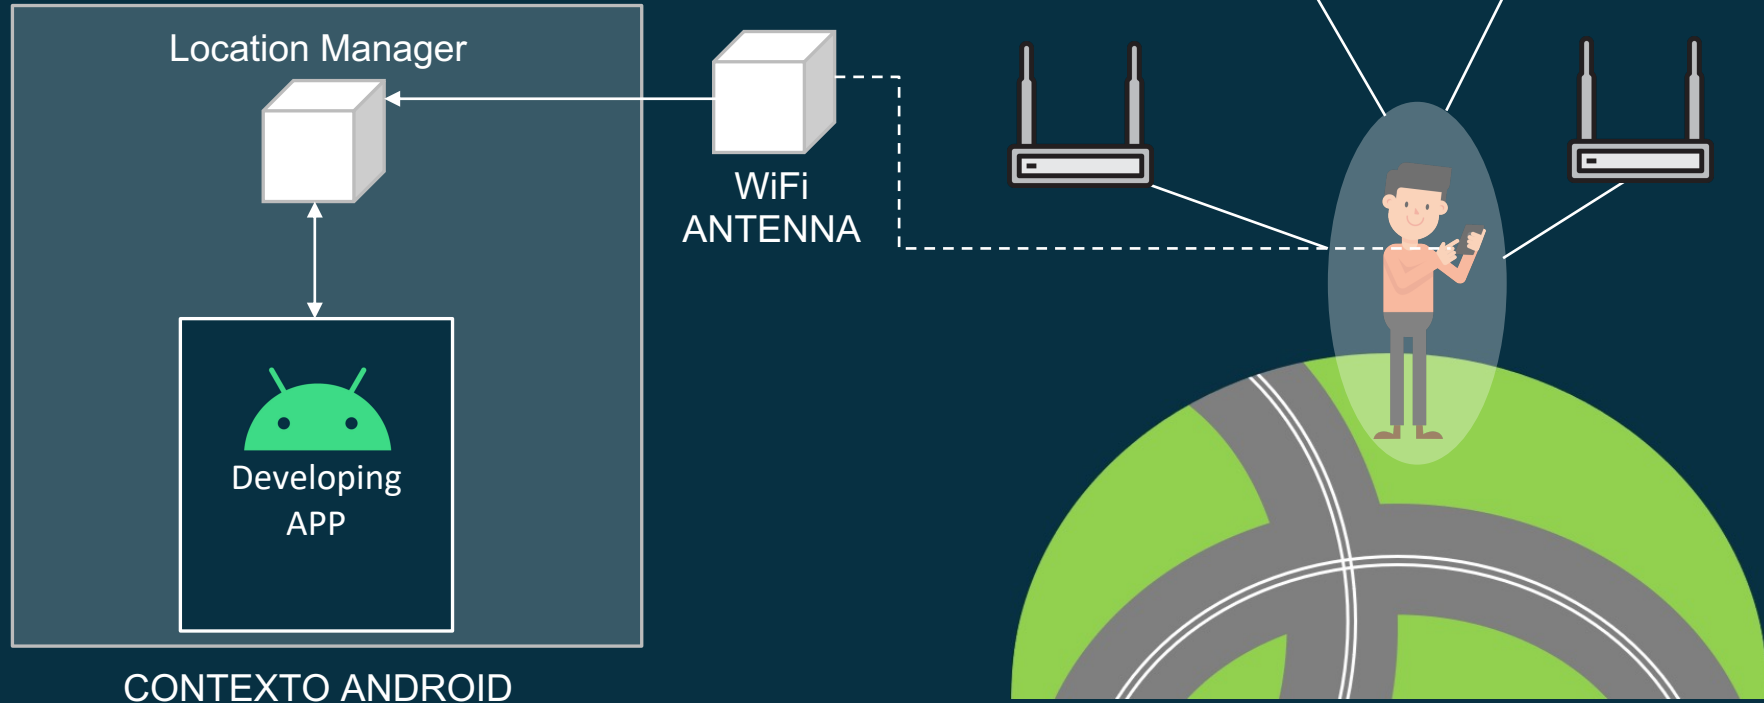 Location Manager
WiFi
ANTENNA
Developing
APP
CONTEXTO ANDROID